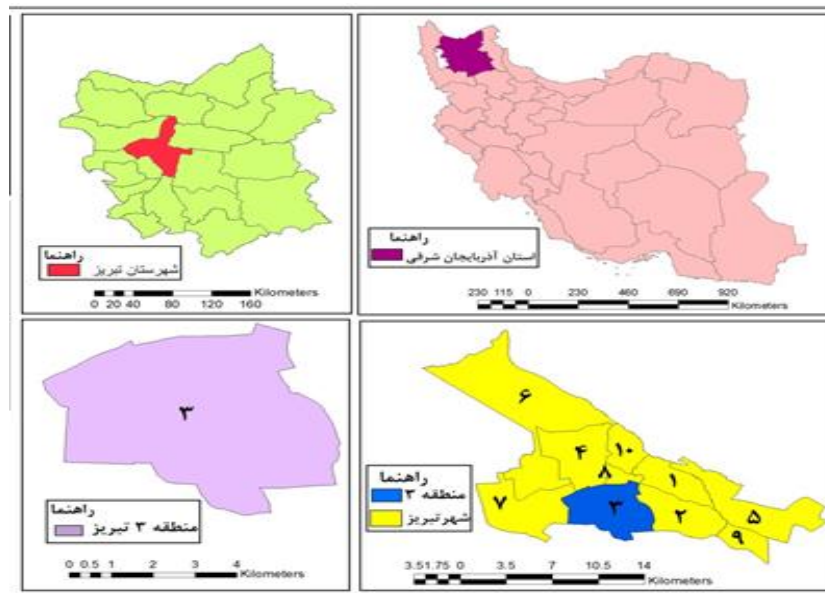 راهنما
شهرستان تبریز
Kilometers
0 20 40 80 120 160
راهنما
استان آذربایجان شرقی
Kilometers
230 115 0 230 460 690 920
۳
راهنما
منطقه ۳ تبریز
0 0.5 1 2 3 4
Kilometers
۶
۴
۱۰
۸
۱
۷
۳
۲
۵
۹
راهنما
منطقه ۳
شهرتبریز
3.51.75 0 3.5 7 10.5 14
Kilometers